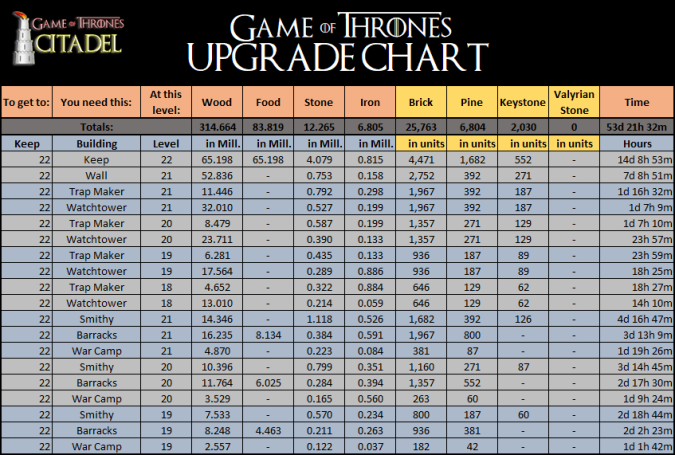 GAME OF THRONES
CITADEL
GAME OF THRONES
UPGRADE CHART
To get to: You need this: At this level: Wood Food Stone Iron Brick Pine Keystone Valyrian Stone Time
Totals: 314.664 83.819 12.265 6.805 25,763 6,804 2,030 0 53d 21h 32m
Keep Building Level in Mill. in Mill. in Mill. in Mill. in units in units in units in units Hours
22 Keep 22 65.198 65.198 4.079 0.815 4,471 1,682 552 - 14d 8h 53m
22 Wall 21 52.836 - 0.753 0.158 2,752 392 271 - 7d 8h 51m
22 Trap Maker 21 11.446 - 0.792 0.298 1,967 392 187 - 1d 16h 32m
22 Watchtower 21 32.010 - 0.527 0.199 1,967 392 187 - 1d 7h 9m
22 Trap Maker 20 8.479 - 0.587 0.199 1,357 271 129 - 1d 7h 10m
22 Watchtower 20 23.711 - 0.390 0.133 1,357 271 129 - 23h 57m
22 Trap Maker 19 6.281 - 0.435 0.133 936 187 89 - 23h 59m
22 Watchtower 19 17.564 - 0.289 0.886 936 187 89 - 18h 25m
22 Trap Maker 18 4.652 - 0.322 0.884 646 129 62 - 18h 27m
22 Watchtower 18 13.010 - 0.214 0.059 646 129 62 - 14h 10m
22 Smithy 21 14.346 - 1.118 0.526 1,682 392 126 - 4d 16h 47m
22 Barracks 21 16.235 8.134 0.384 0.591 1,967 800 - - 3d 13h 9m
22 War Camp 21 4.870 - 0.223 0.084 381 87 - - 1d 19h 26m
22 Smithy 20 10.396 - 0.799 0.351 1,160 271 87 - 3d 14h 45m
22 Barracks 20 11.764 6.025 0.284 0.394 1,357 552 - - 2d 17h 30m
22 War Camp 20 3.529 - 0.165 0.560 263 60 - - 1d 9h 24m
22 Smithy 19 7.533 - 0.570 0.234 800 187 60 - 2d 18h 44m
22 Barracks 19 8.248 4.463 0.211 0.263 936 381 - - 2d 2h 23m
22 War Camp 19 2.557 - 0.122 0.037 182 42 - - 1d 1h 42m